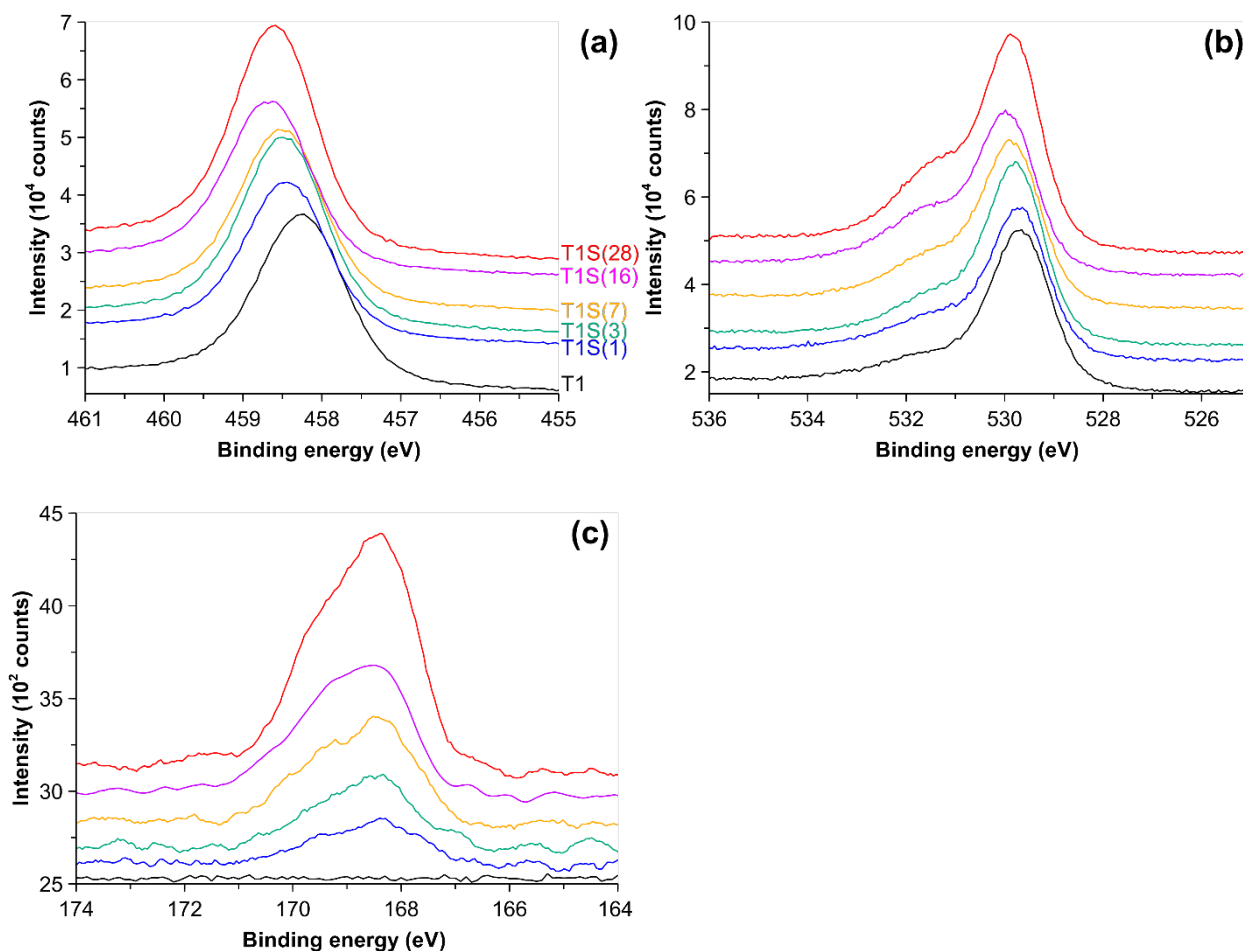 (a)
Intensity (10⁴ counts)
7
6
5
4
3
2
1
461 460 459 458 457 456 455
Binding energy (eV)
T1S(28)
T1S(16)
T1S(7)
T1S(3)
T1S(1)
T1
(b)
Intensity (10⁴ counts)
10
8
6
4
2
536 534 532 530 528 526
Binding energy (eV)
(c)
Intensity (10² counts)
45
40
35
30
25
174 172 170 168 166 164
Binding energy (eV)